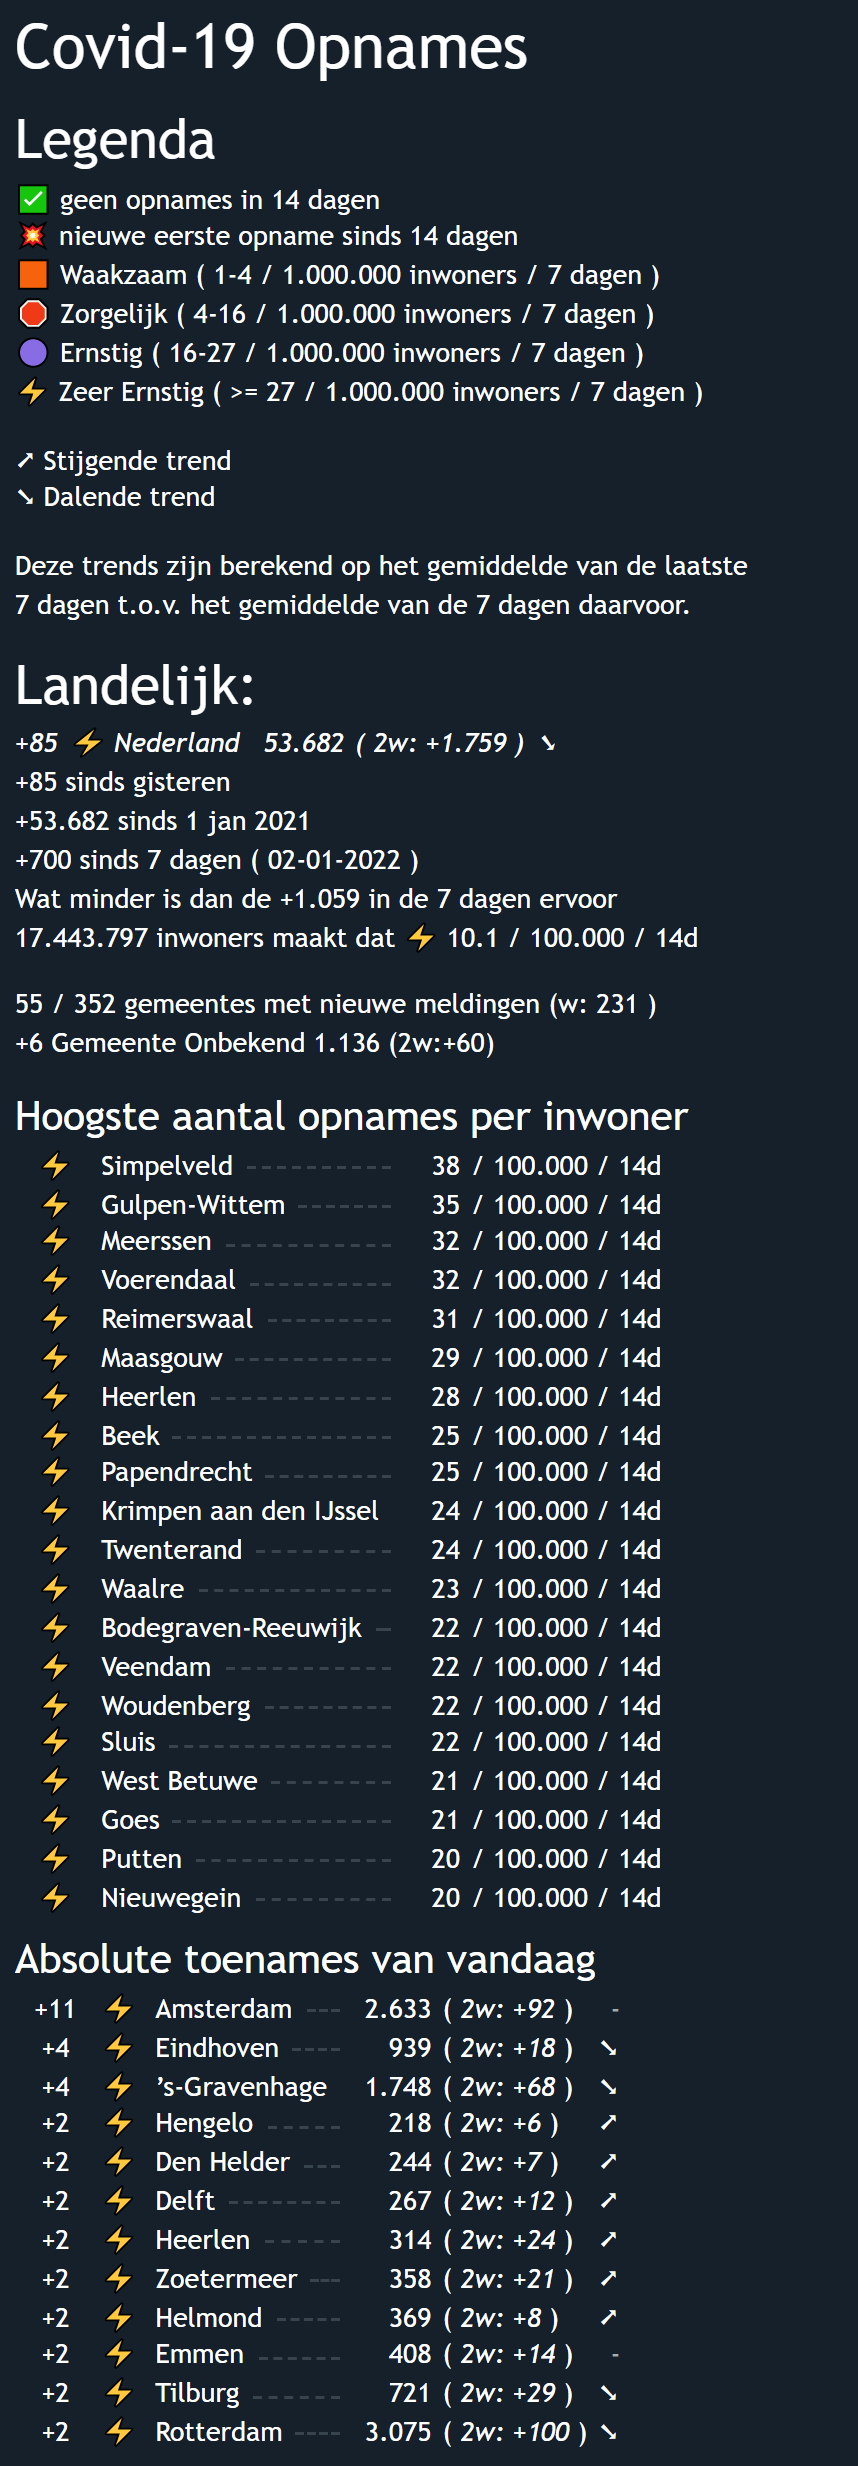 Covid-19 Opnames
Legenda
✅ geen opnames in 14 dagen
💥 nieuwe eerste opname sinds 14 dagen
🟧 Waakzaam ( 1-4 / 1.000.000 inwoners / 7 dagen )
🛑 Zorgelijk ( 4-16 / 1.000.000 inwoners / 7 dagen )
🟣 Ernstig ( 16-27 / 1.000.000 inwoners / 7 dagen )
⚡ Zeer Ernstig ( >= 27 / 1.000.000 inwoners / 7 dagen )
➚ Stijgende trend
➘ Dalende trend
Deze trends zijn berekend op het gemiddelde van de laatste
7 dagen t.o.v. het gemiddelde van de 7 dagen daarvoor.
Landelijk:
+85 ⚡ Nederland 53.682 ( 2w: +1.759 ) ➘
+85 sinds gisteren
+53.682 sinds 1 jan 2021
+700 sinds 7 dagen ( 02-01-2022 )
Wat minder is dan de +1.059 in de 7 dagen ervoor
17.443.797 inwoners maakt dat ⚡ 10.1 / 100.000 / 14d
55 / 352 gemeentes met nieuwe meldingen (w: 231 )
+6 Gemeente Onbekend 1.136 (2w:+60)
Hoogste aantal opnames per inwoner
⚡ Simpelveld ---------- 38 / 100.000 / 14d
⚡ Gulpen-Wittem ------- 35 / 100.000 / 14d
⚡ Meerssen ----------- 32 / 100.000 / 14d
⚡ Voerendaal --------- 32 / 100.000 / 14d
⚡ Reimerswaal -------- 31 / 100.000 / 14d
⚡ Maasgouw ---------- 29 / 100.000 / 14d
⚡ Heerlen ------------ 28 / 100.000 / 14d
⚡ Beek -------------- 25 / 100.000 / 14d
⚡ Papendrecht -------- 25 / 100.000 / 14d
⚡ Krimpen aan den IJssel 24 / 100.000 / 14d
⚡ Twenterand --------- 24 / 100.000 / 14d
⚡ Waalre ------------ 23 / 100.000 / 14d
⚡ Bodegraven-Reeuwijk - 22 / 100.000 / 14d
⚡ Veendam ----------- 22 / 100.000 / 14d
⚡ Woudenberg -------- 22 / 100.000 / 14d
⚡ Sluis --------------- 22 / 100.000 / 14d
⚡ West Betuwe -------- 21 / 100.000 / 14d
⚡ Goes -------------- 21 / 100.000 / 14d
⚡ Putten ------------ 20 / 100.000 / 14d
⚡ Nieuwegein --------- 20 / 100.000 / 14d
Absolute toenames van vandaag
+11 ⚡ Amsterdam --- 2.633 ( 2w: +92 ) -
+4 ⚡ Eindhoven ---- 939 ( 2w: +18 ) ➘
+4 ⚡ ’s-Gravenhage 1.748 ( 2w: +68 ) ➘
+2 ⚡ Hengelo ----- 218 ( 2w: +6 ) ➚
+2 ⚡ Den Helder --- 244 ( 2w: +7 ) ➚
+2 ⚡ Delft -------- 267 ( 2w: +12 ) ➚
+2 ⚡ Heerlen ----- 314 ( 2w: +24 ) ➚
+2 ⚡ Zoetermeer --- 358 ( 2w: +21 ) ➚
+2 ⚡ Helmond ----- 369 ( 2w: +8 ) ➚
+2 ⚡ Emmen ------ 408 ( 2w: +14 ) -
+2 ⚡ Tilburg ------ 721 ( 2w: +29 ) ➘
+2 ⚡ Rotterdam ---- 3.075 ( 2w: +100 ) ➘